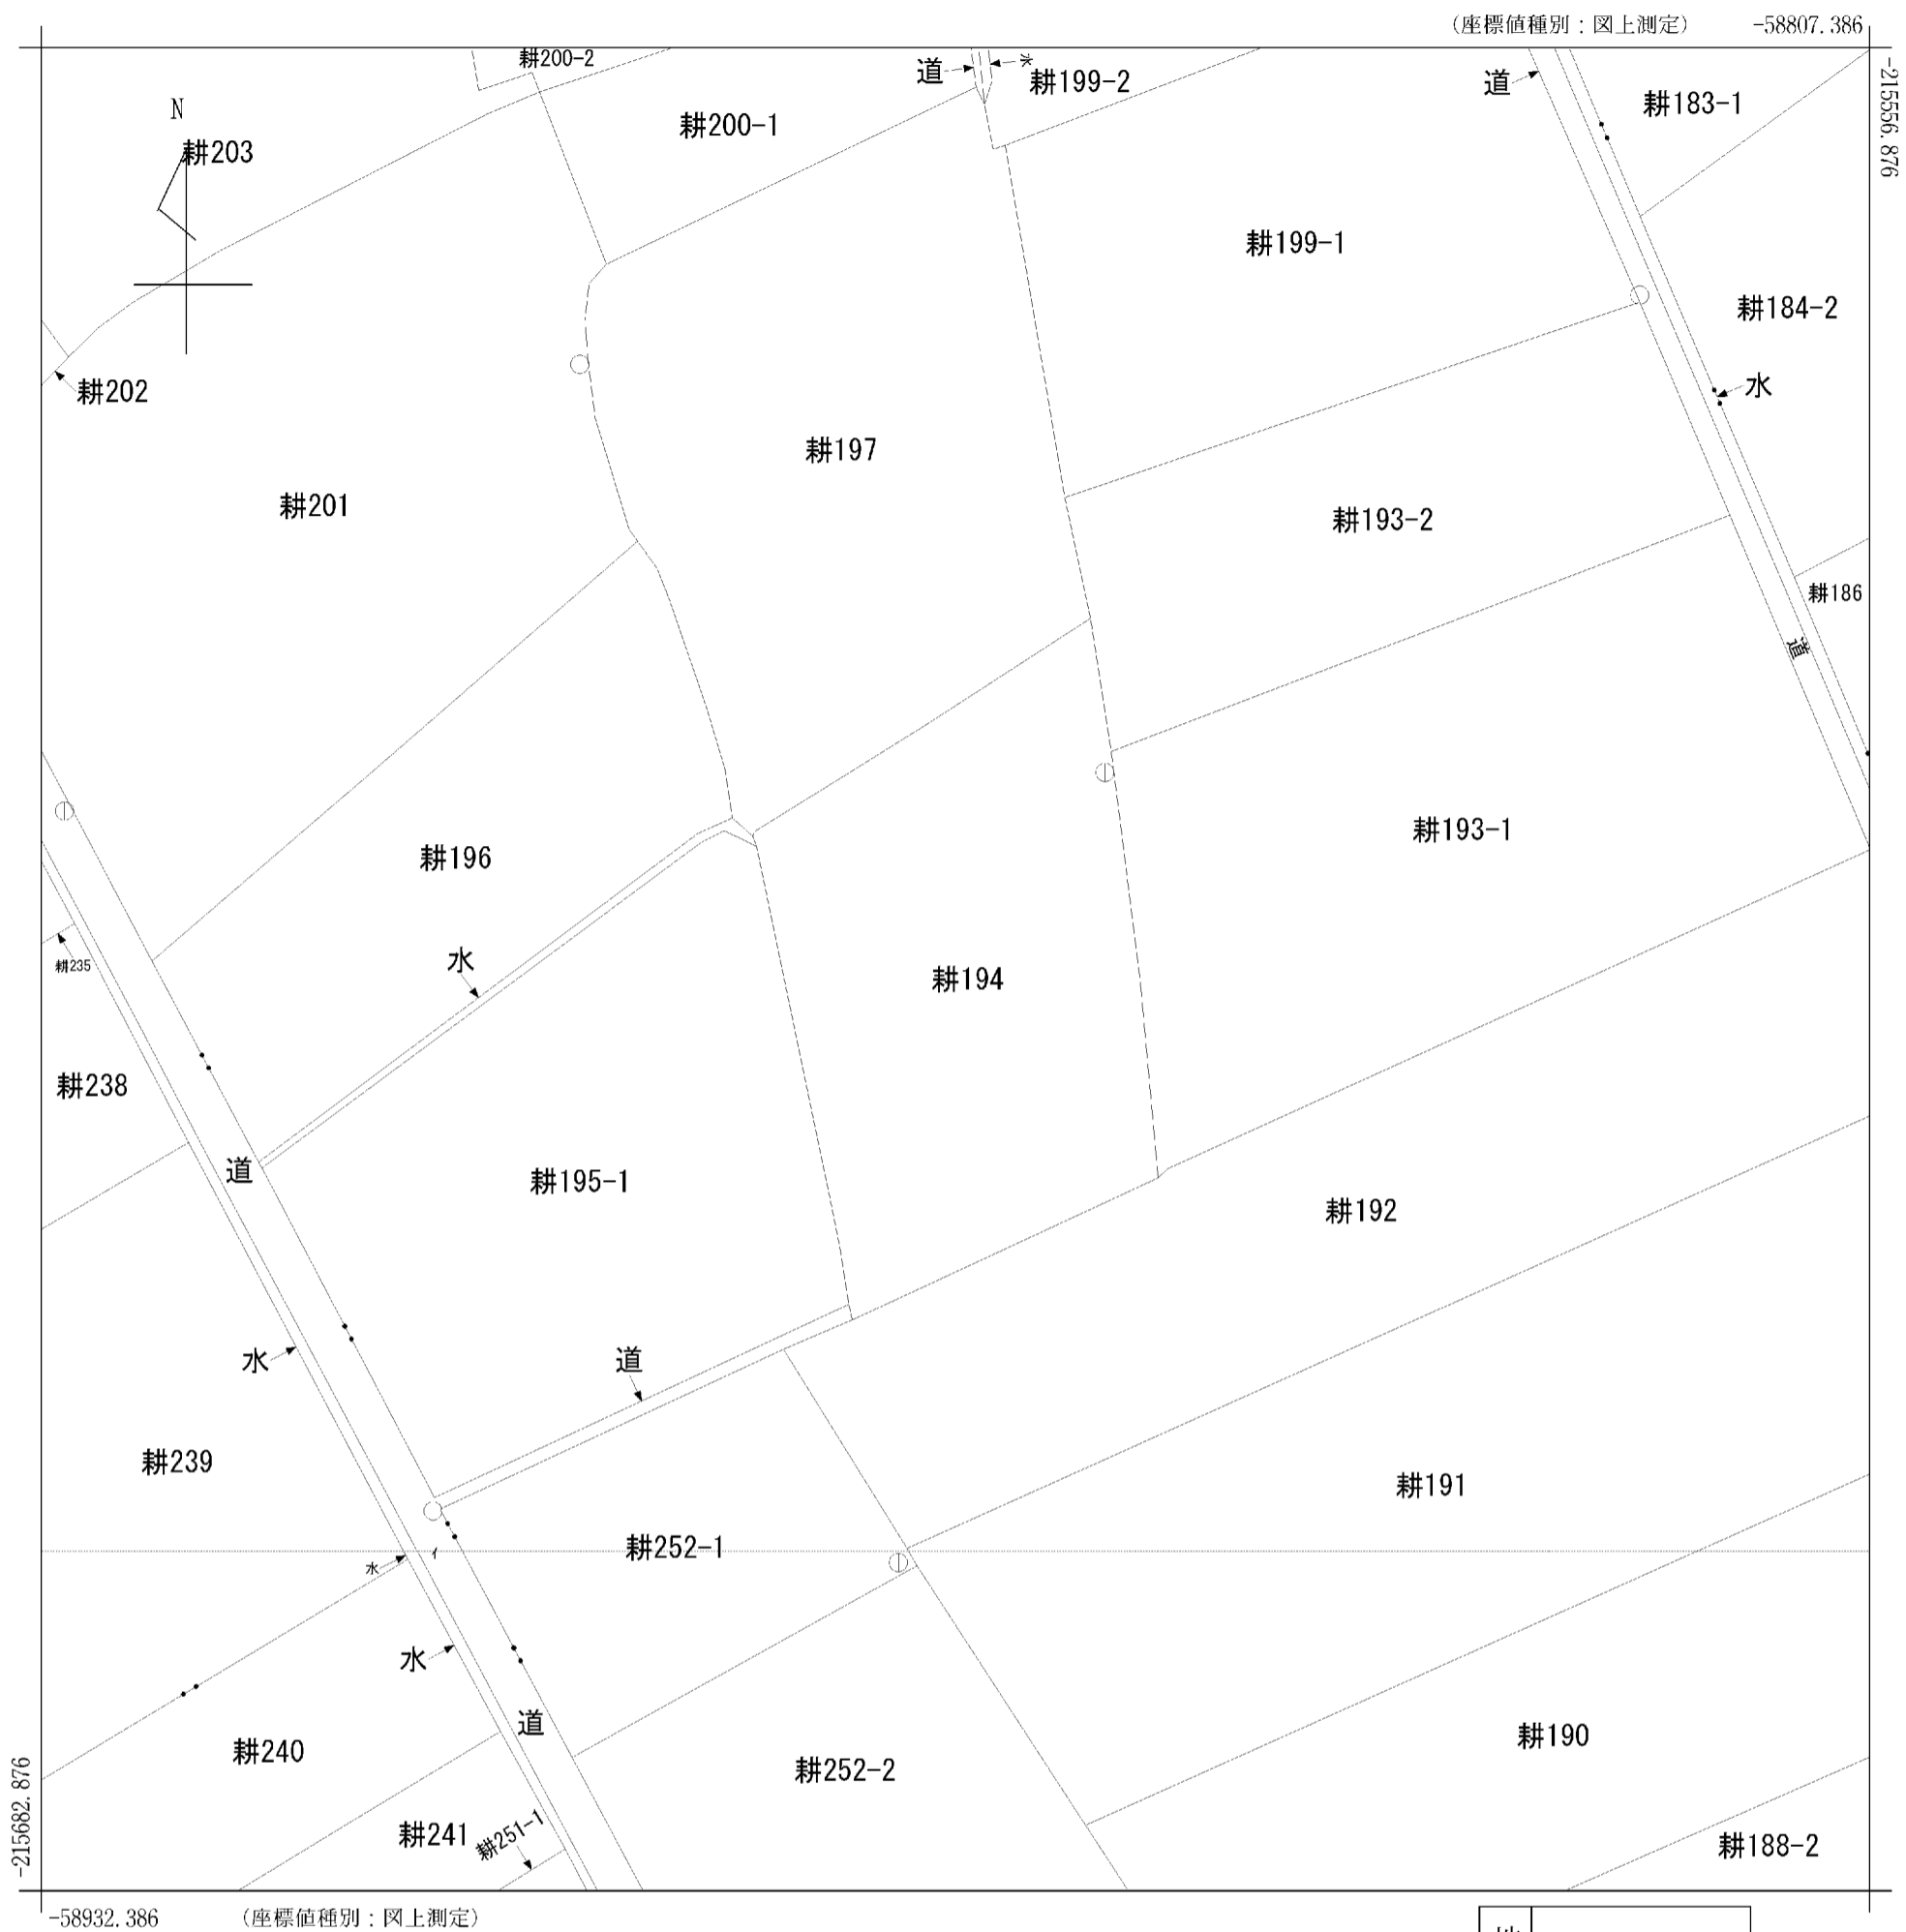 （座標値種別：図上測定） -58807.386
-215556.876
耕200-2
道
水
耕199-2
道
耕183-1
N
耕200-1
耕203
耕199-1
耕184-2
水
耕202
耕197
耕201
耕193-2
耕186
道
耕193-1
耕196
耕235
水
耕194
耕238
道
耕195-1
耕192
水
道
耕239
耕191
耕252-1
イ
水
水
道
耕190
耕240
耕252-2
耕241
耕251-1
耕188-2
-215682.876
-58932.386 （座標値種別：図上測定）